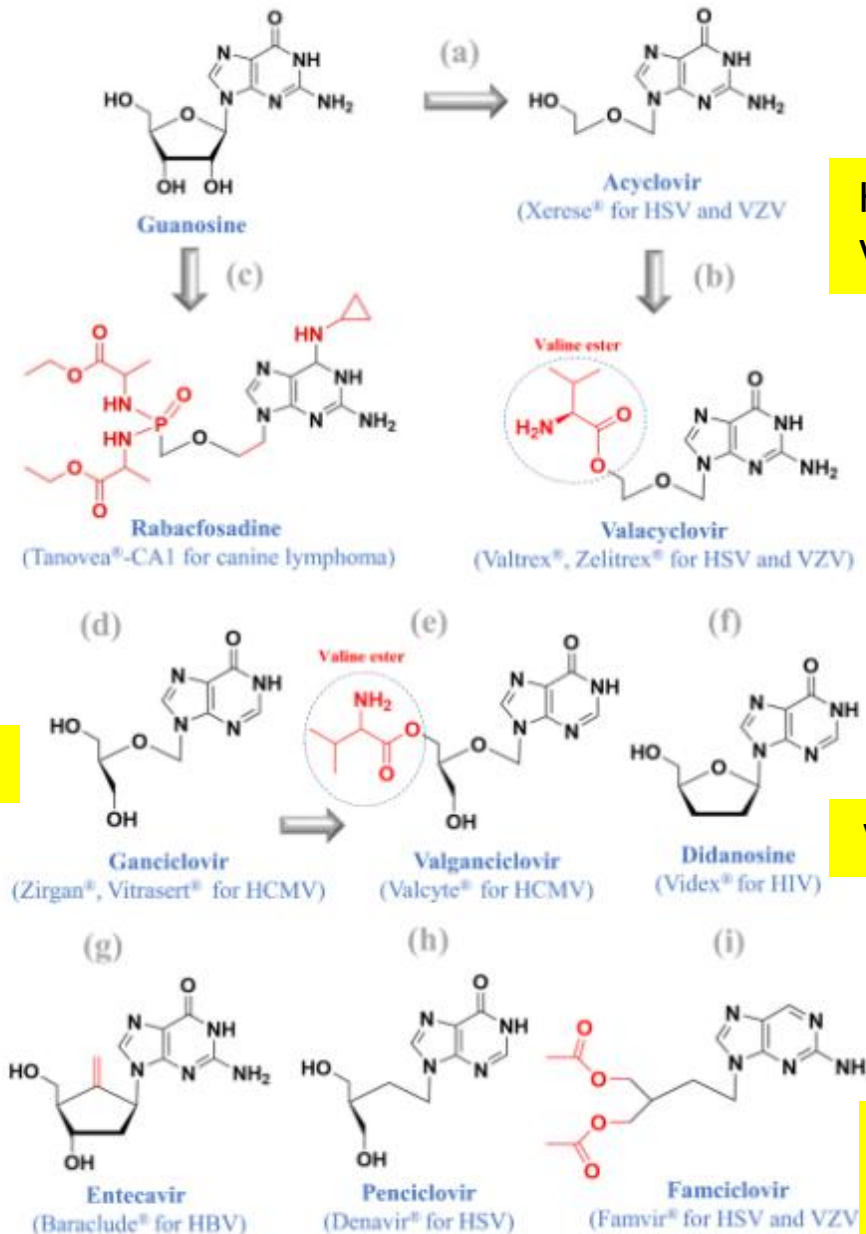 (a)
Guanosine
Acyclovir
(Xerese® for HSV and VZV
(c)
(b)
Valine ester
Rabacfosadine
(Tanovea®-CA1 for canine lymphoma)
Valacyclovir
(Valtrex®, Zelitrex® for HSV and VZV)
(d)
(e)
(f)
Valine ester
Ganciclovir
(Zirgan®, Vitrasert® for HCMV)
Valganciclovir
(Valcyte® for HCMV)
Didanosine
(Videx® for HIV)
(g)
(h)
(i)
Entecavir
(Baraclude® for HBV)
Penciclovir
(Denavir® for HSV)
Famciclovir
(Famvir® for HSV and VZV